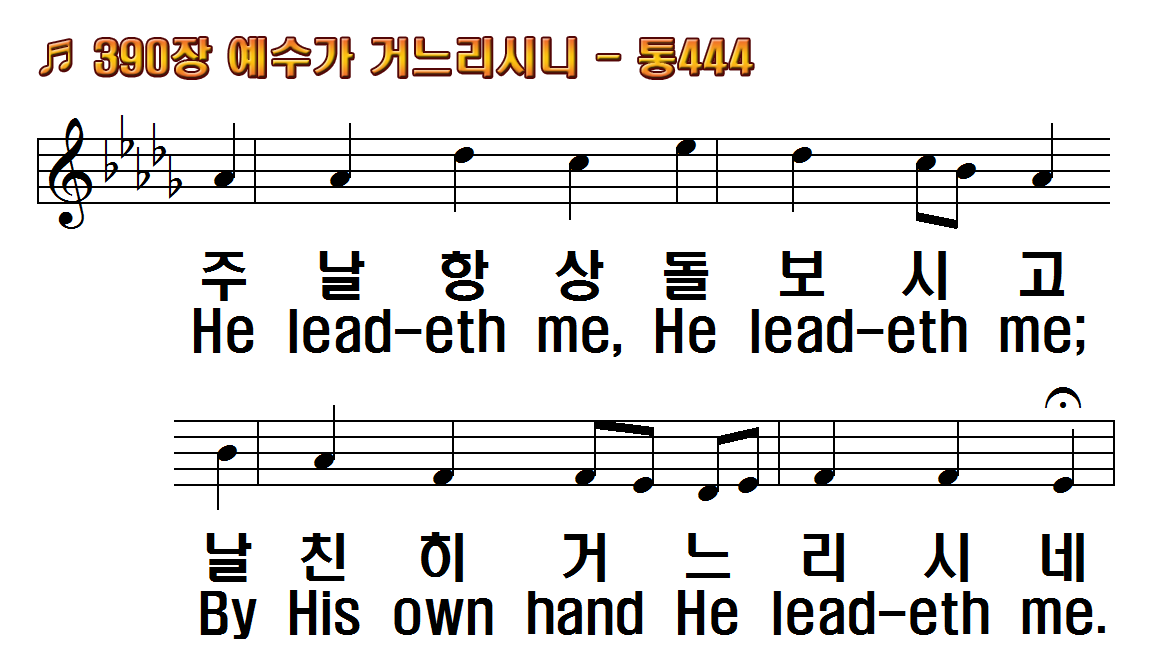 ♬ 390장 예수가 거느리시니 - 통444
주 날 항 상 돌 보 시 고
He lead-eth me, He lead-eth me;
날 친 히 거 느 리 시 네
By His own hand He lead-eth me.